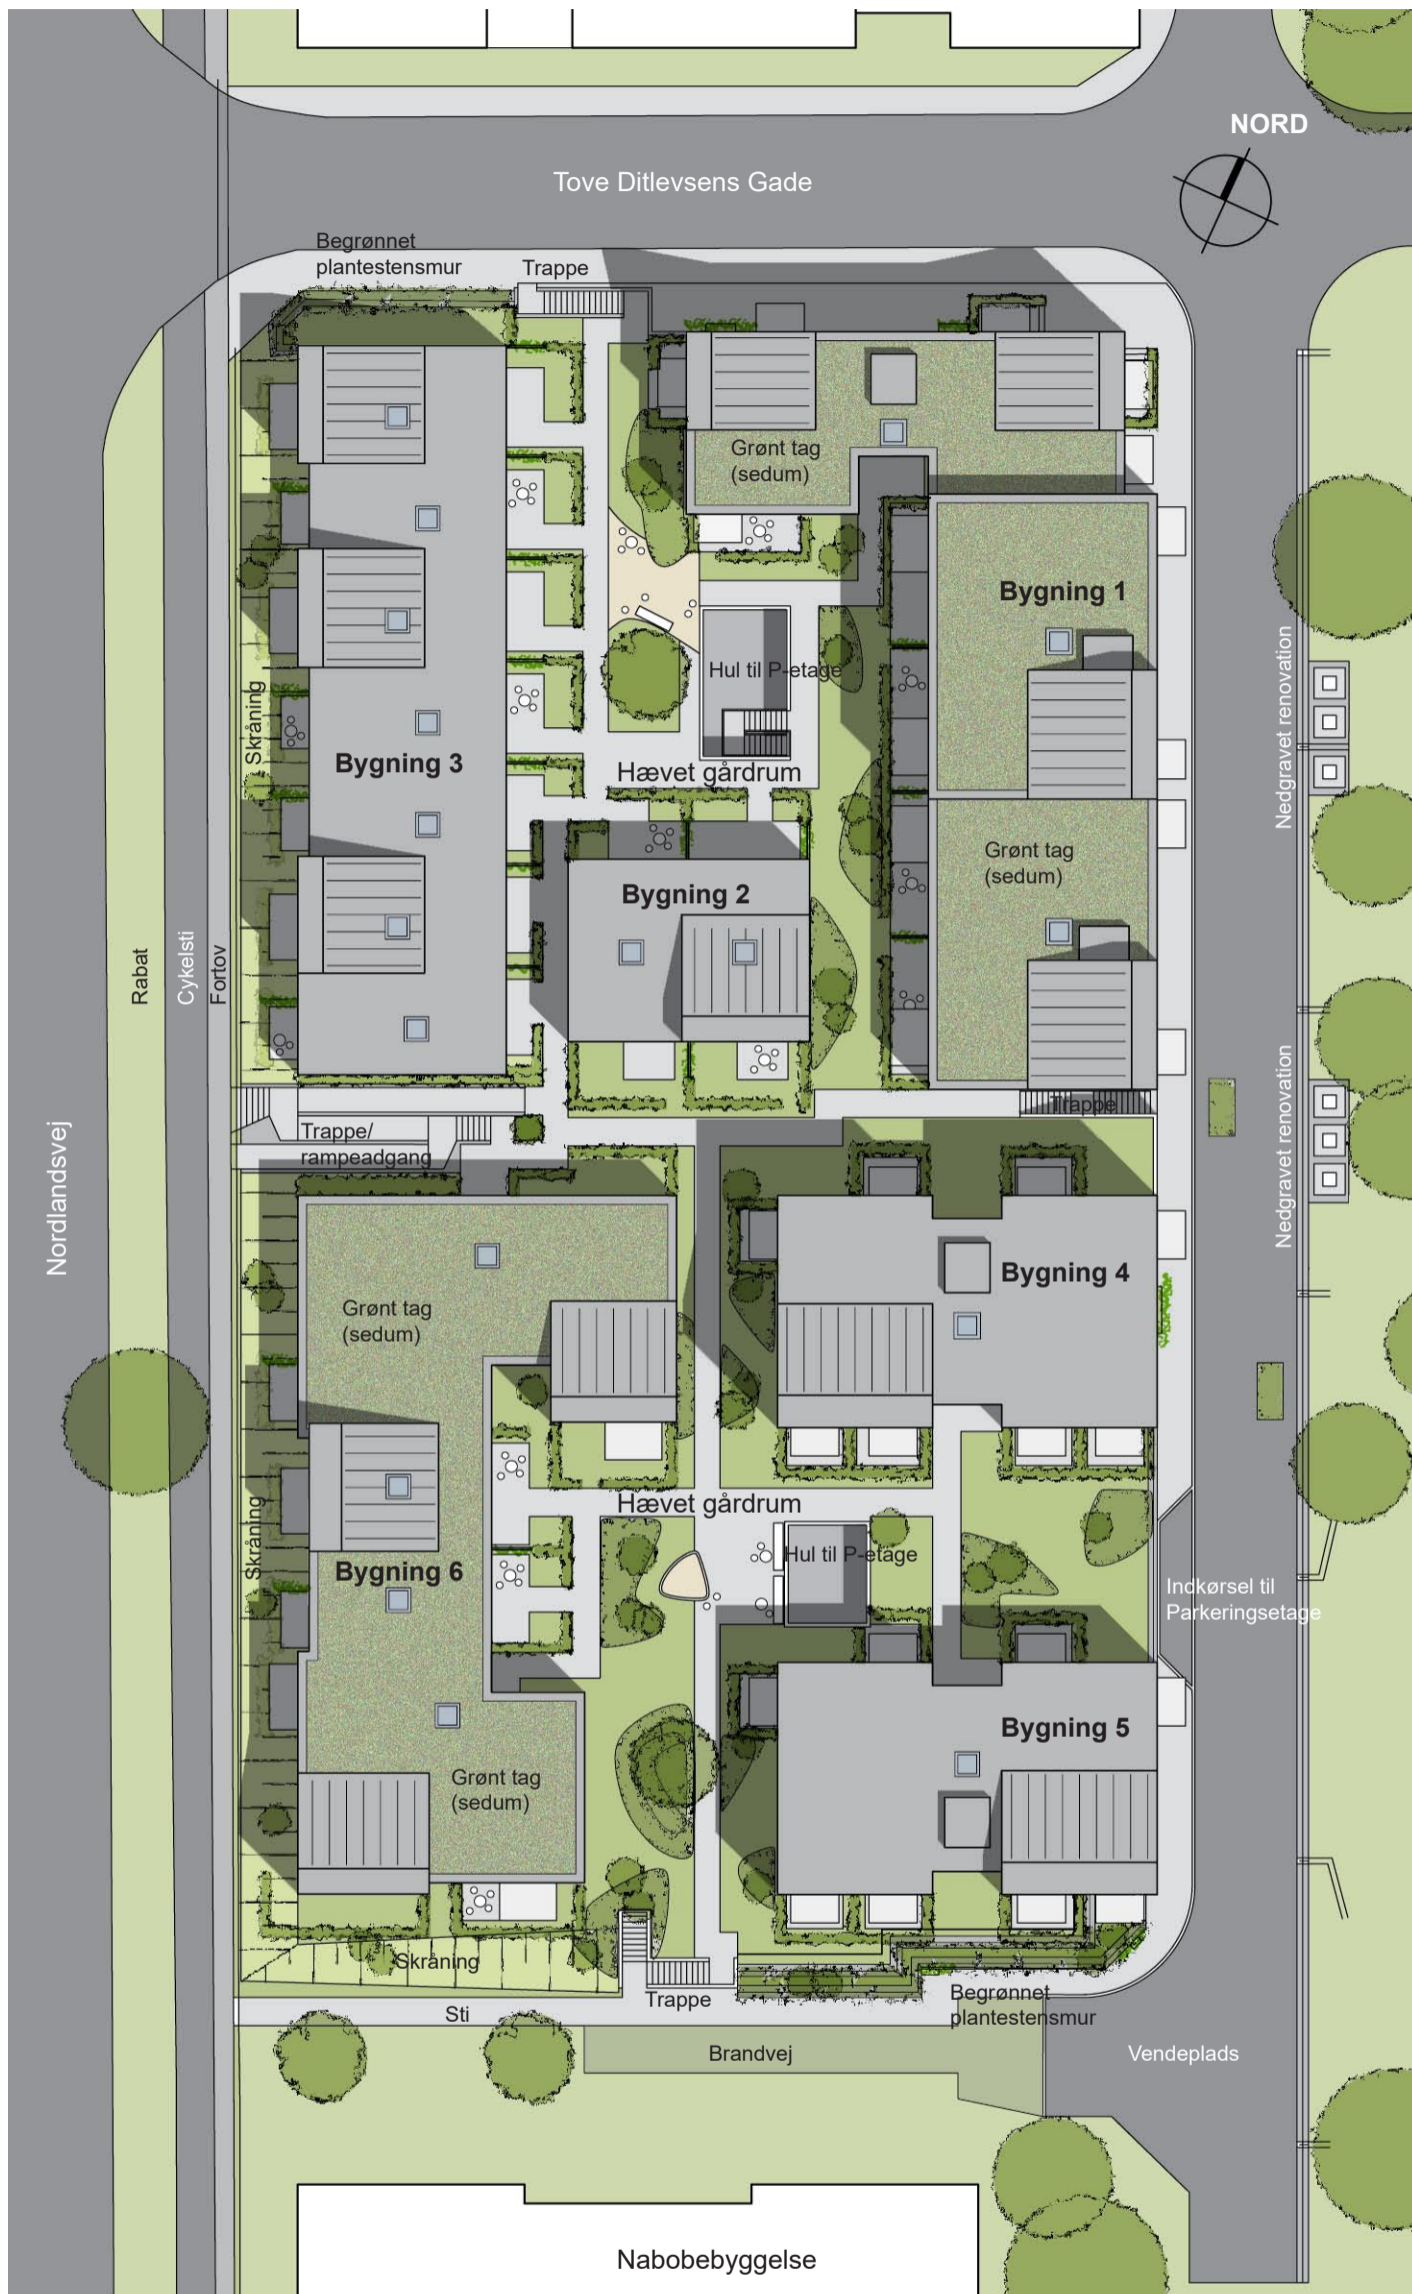 NORD
Tove Ditlevsens Gade
Begrønnet
plantestensmur
Trappe
Grønt tag
(sedum)
Bygning 1
Hul til P-etage
Skråning
Bygning 3
Hævet gårdrum
Nedgravet renovation
Grønt tag
(sedum)
Bygning 2
Rabat
Cykelsti
Fortov
Trappe
Trappe/
rampeadgang
Nordlandsvej
Nedgravet renovation
Bygning 4
Grønt tag
(sedum)
Hævet gårdrum
Skråning
Hul til P-etage
Bygning 6
Indkørsel til
Parkeringsetage
Bygning 5
Grønt tag
(sedum)
Skråning
Trappe
Begrønnet
plantestensmur
Sti
Brandvej
Vendeplads
Nabobebyggelse